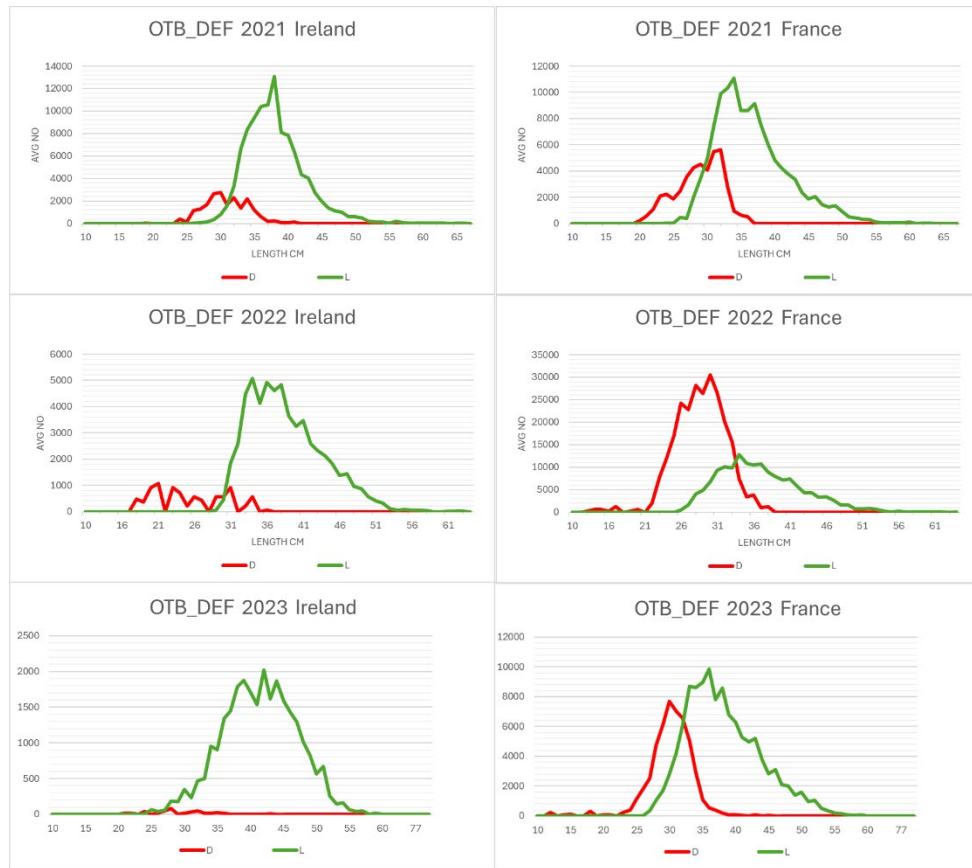 OTB_DEF 2021 Ireland
14000
12000
10000
8000
6000
4000
2000
0
AVG NO
10 15 20 25 30 35 40 45 50 55 60 65
LENGTH CM
D L
OTB_DEF 2021 France
12000
10000
8000
6000
4000
2000
0
AVG NO
10 15 20 25 30 35 40 45 50 55 60 65
LENGTH CM
D L
OTB_DEF 2022 Ireland
6000
5000
4000
3000
2000
1000
0
AVG NO
10 16 21 26 31 36 41 46 51 56 61
LENGTH CM
D L
OTB_DEF 2022 France
35000
30000
25000
20000
15000
10000
5000
0
AVG NO
10 16 21 26 31 36 41 46 51 56 61
LENGTH CM
D L
OTB_DEF 2023 Ireland
2500
2000
1500
1000
500
0
10 15 20 25 30 35 40 45 50 55 60 77
D L
OTB_DEF 2023 France
12000
10000
8000
6000
4000
2000
0
10 15 20 25 30 35 40 45 50 55 60 77
D L